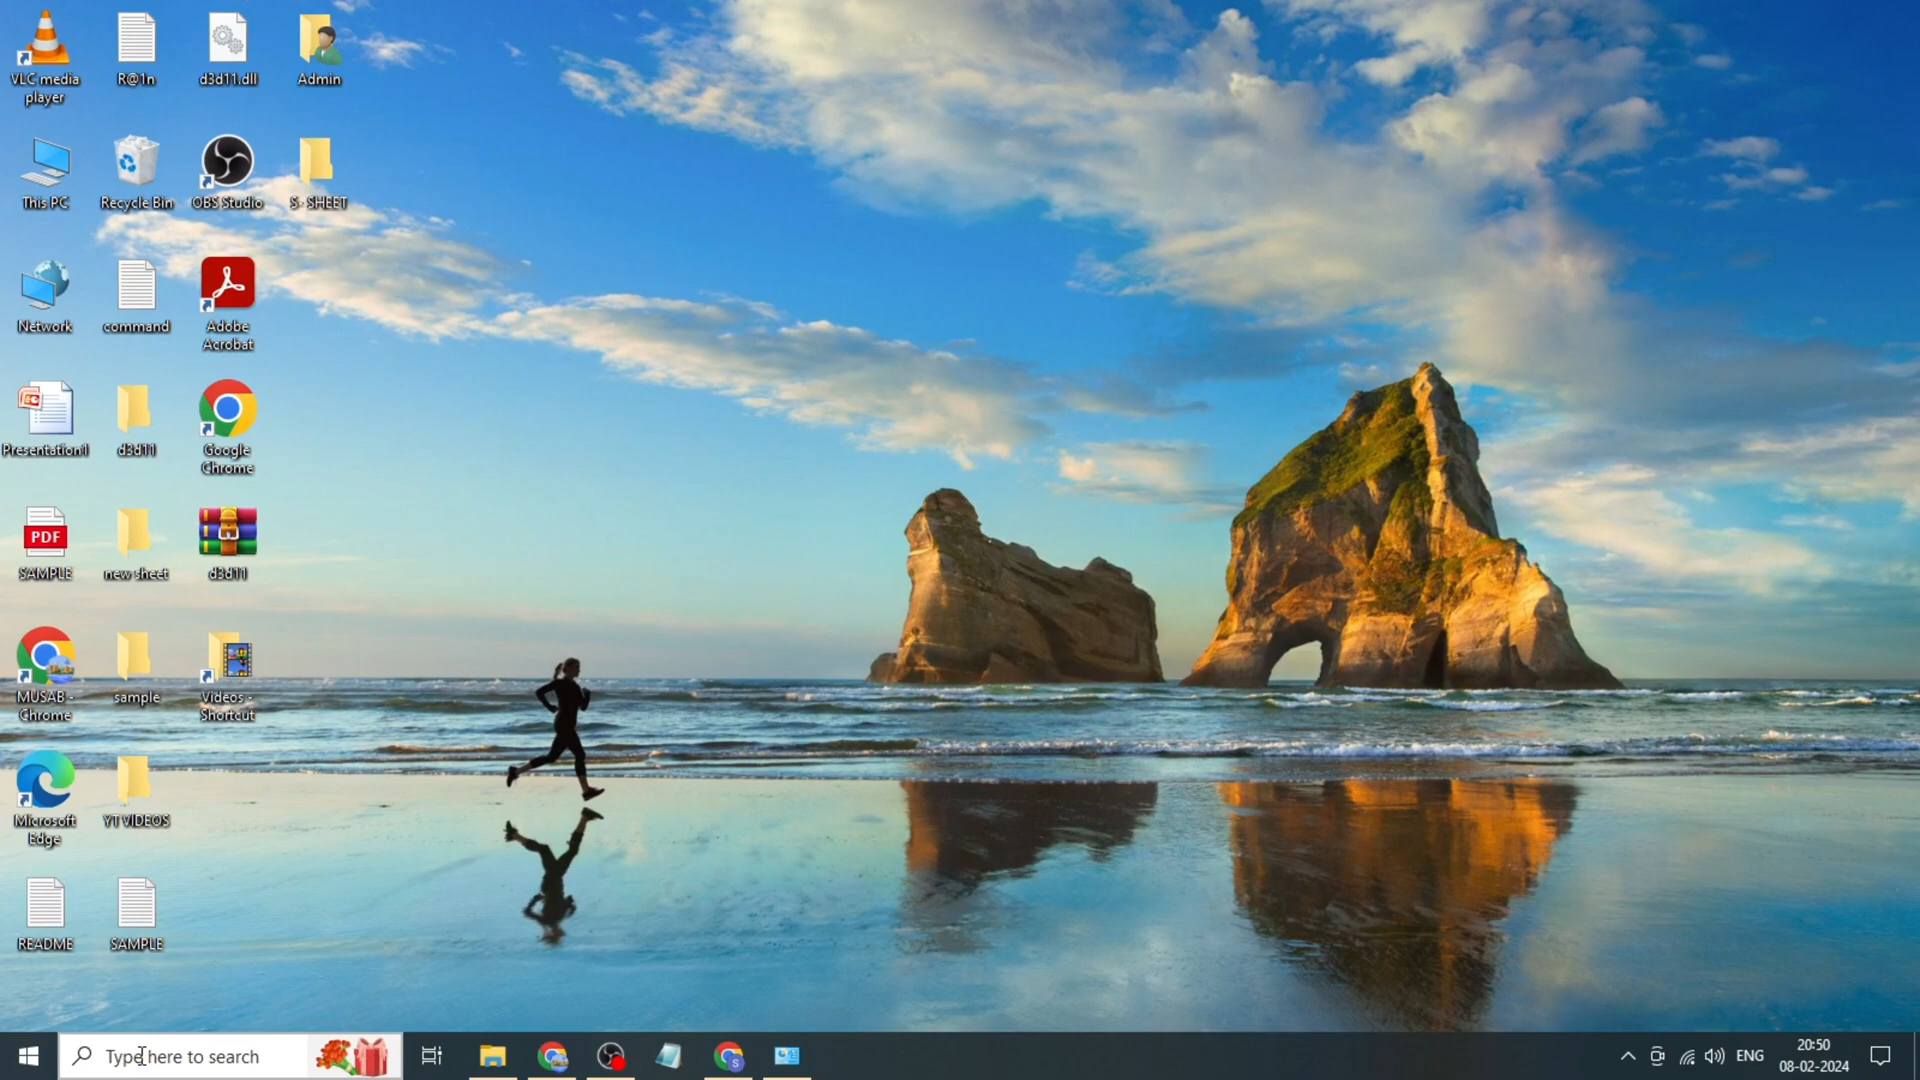 VLC media
player
R@1n
d3d11.dll
Admin
This PC
Recycle Bin
OBS Studio
S- SHEET
Network
command
Adobe
Acrobat
Presentation1
d3d11
Google
Chrome
PDF
SAMPLE
new sheet
d3d11
MUSAB -
Chrome
sample
Videos -
Shortcut
Microsoft
Edge
YT VIDEOS
README
SAMPLE
Type here to search
S
ENG
20:50
08-02-2024